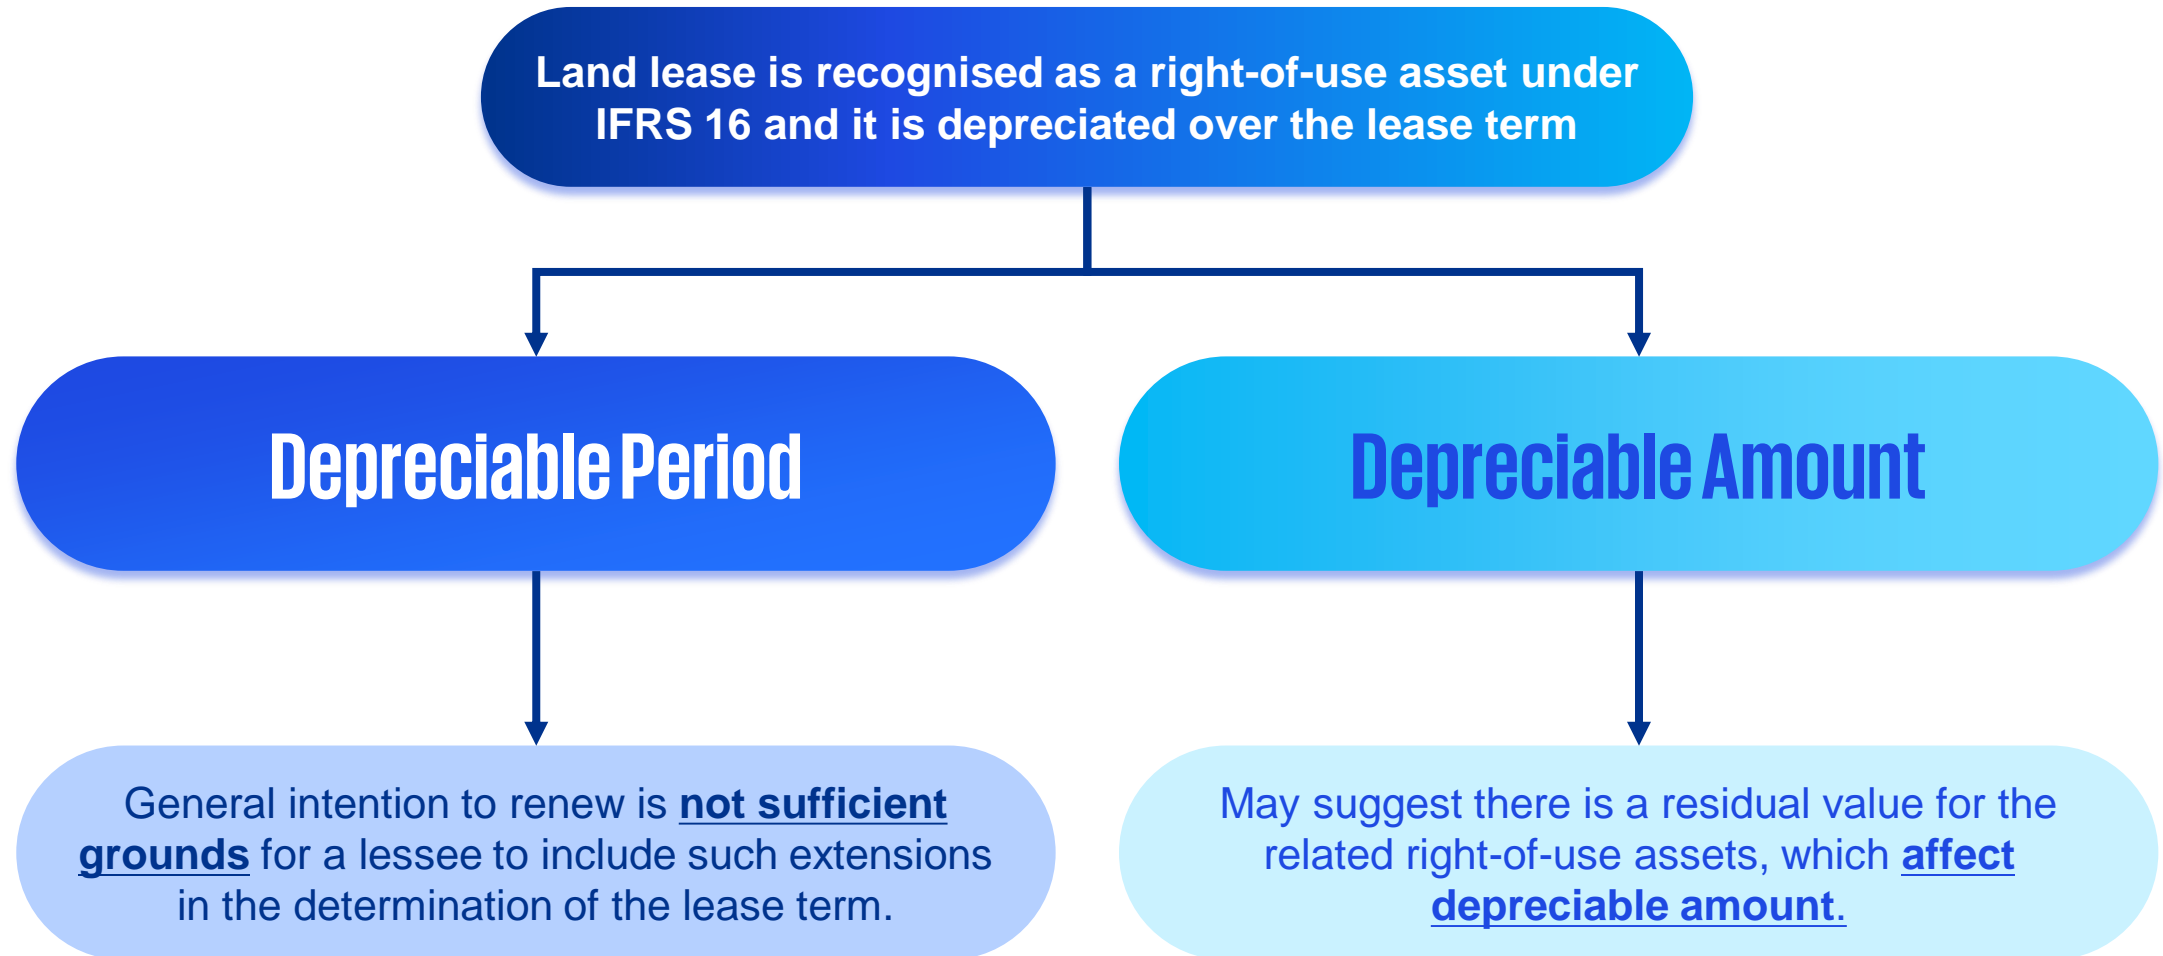 Land lease is recognised as a right-of-use asset under
IFRS 16 and it is depreciated over the lease term
Depreciable Period
Depreciable Amount
General intention to renew is not sufficient
grounds for a lessee to include such extensions
in the determination of the lease term.
May suggest there is a residual value for the
related right-of-use assets, which affect
depreciable amount.